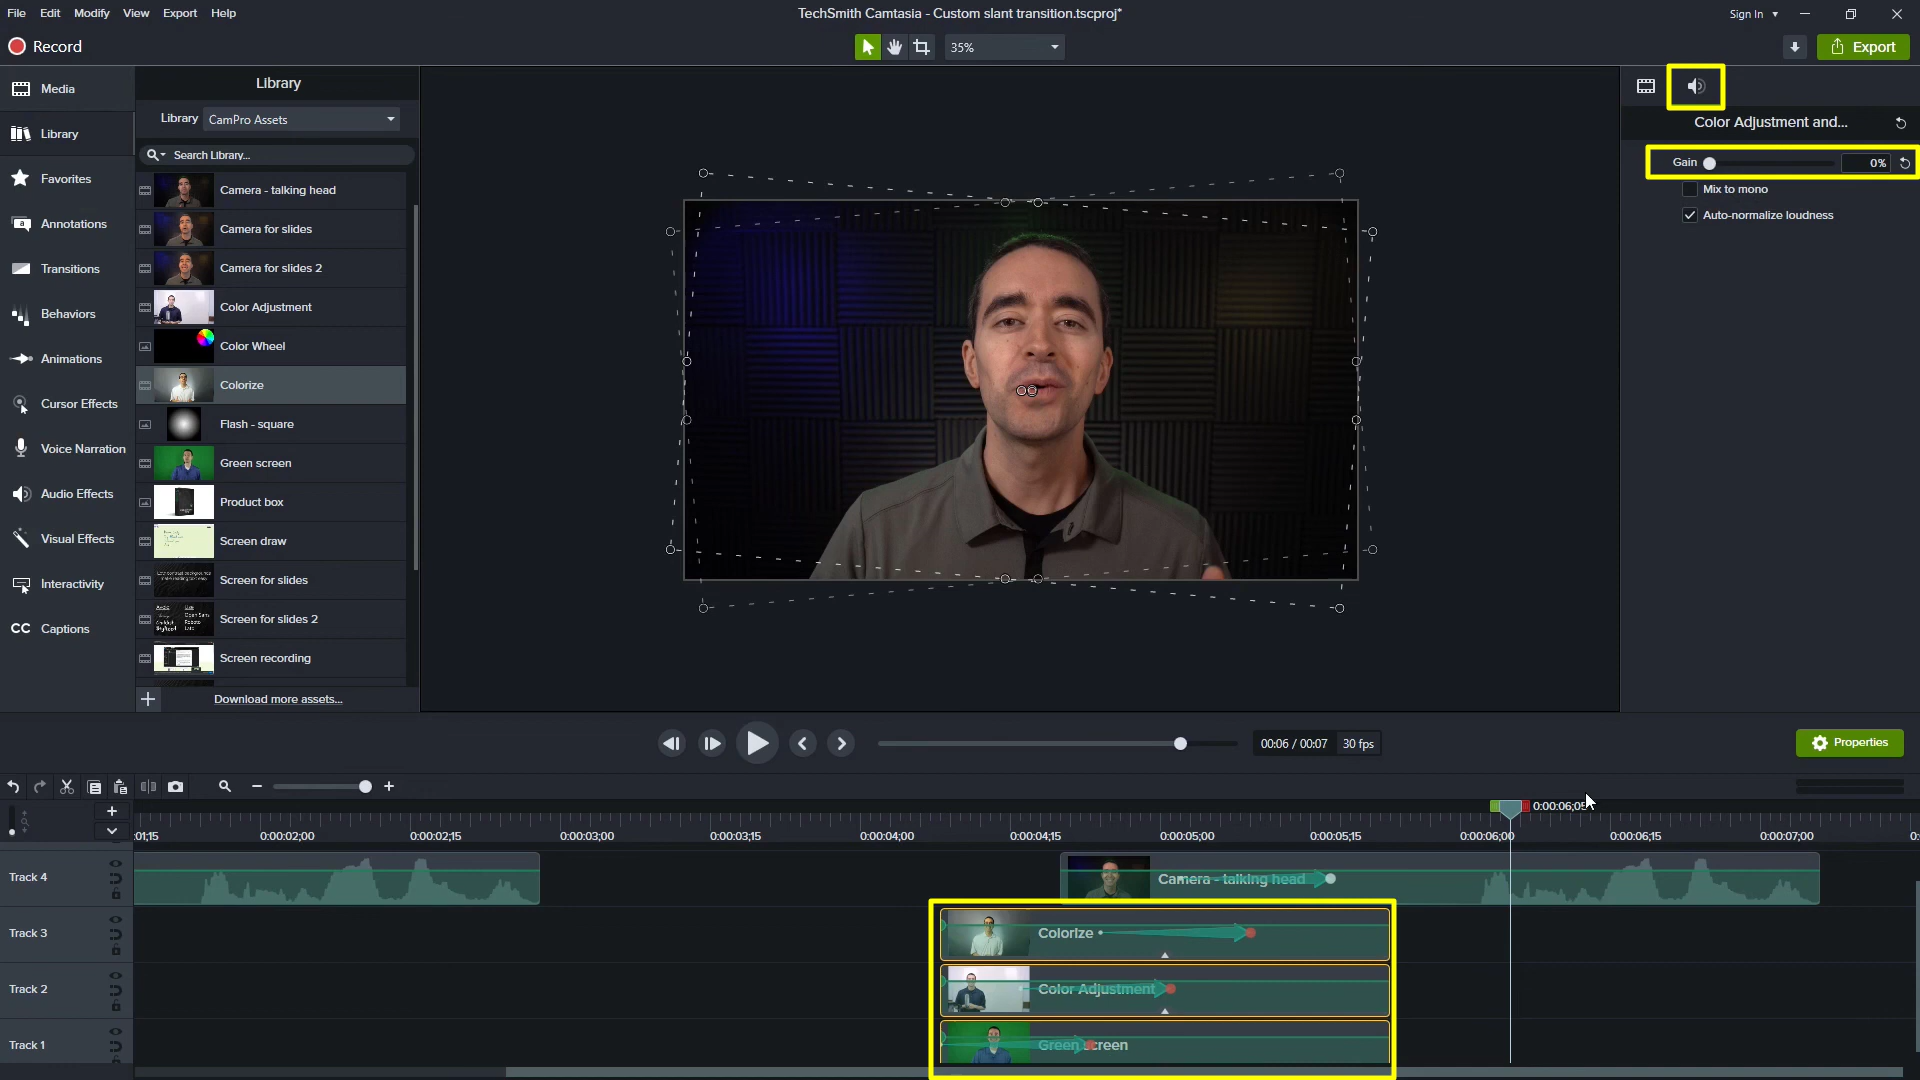 File Edit Modify View Export Help
TechSmith Camtasia - Custom slant transition.tscproj*
Sign In
Record
35%
Export
Media
Library
Favorites
Annotations
Transitions
Behaviors
Animations
Cursor Effects
Voice Narration
Audio Effects
Visual Effects
Interactivity
CC Captions
Library
Library CamPro Assets
Search Library...
Camera - talking head
Camera for slides
Camera for slides 2
Color Adjustment
Color Wheel
Colorize
Flash - square
Green screen
Product box
Screen draw
Screen for slides
Screen for slides 2
Screen recording
Download more assets...
Color Adjustment and...
Gain 0%
Mix to mono
Auto-normalize loudness
00:06 / 00:07 30 fps
Properties
0:00:06;05
01;15 0:00:02;00 0:00:02;15 0:00:03;00 0:00:03;15 0:00:04;00 0:00:04;15 0:00:05;00 0:00:05;15 0:00:06;00 0:00:06;15 0:00:07;00
Track 4
Camera - talking head
Track 3
Colorize
Track 2
Color Adjustment
Track 1
Green screen